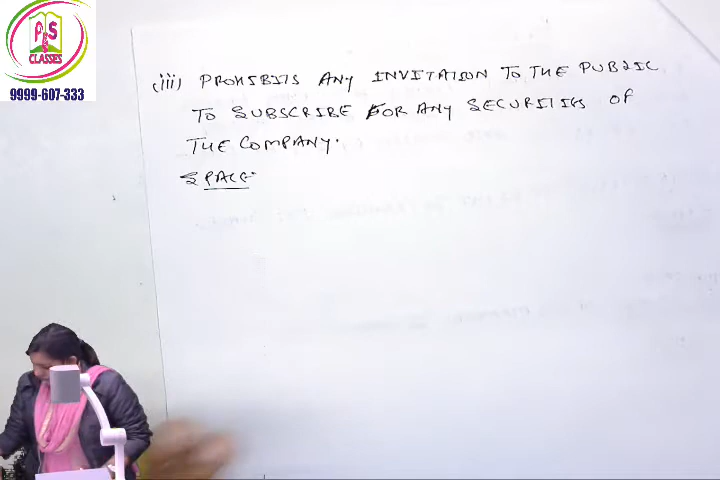 P&S
CLASSES
9999-607-333
(iii) PROHIBITS ANY INVITATION TO THE PUBLIC
TO SUBSCRIBE FOR ANY SECURITIES OF
THE COMPANY.
SPACE